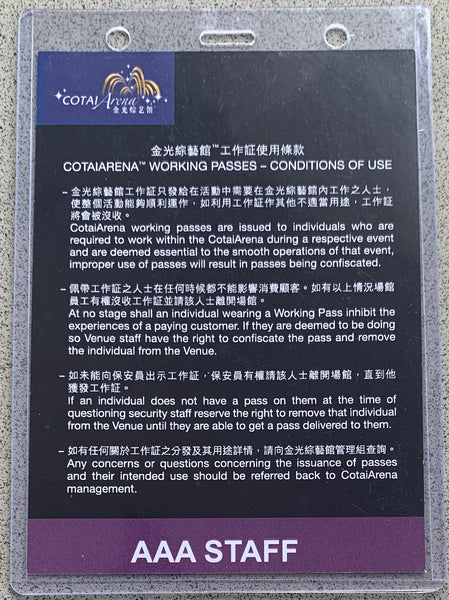 COTAI Arena
金光綜艺館
金光綜藝館™工作証使用條款
COTAIARENA™ WORKING PASSES – CONDITIONS OF USE
– 金光綜藝館工作証只發給在活動中需要在金光綜藝館內工作之人士，
使整個活動能夠順利運作，如利用工作証作其他不適當用途，工作証
將會被沒收。
CotaiArena working passes are issued to individuals who are
required to work within the CotaiArena during a respective event
and are deemed essential to the smooth operations of that event,
improper use of passes will result in passes being confiscated.
– 佩帶工作証之人士在任何時候都不能影響消費顧客。如有以上情況場館
員工有權沒收工作証並請該人士離開場館。
At no stage shall an individual wearing a Working Pass inhibit the
experiences of a paying customer. If they are deemed to be doing
so Venue staff have the right to confiscate the pass and remove
the individual from the Venue.
– 如未能向保安員出示工作証，保安員有權請該人士離開場館，直到他
獲發工作証。
If an individual does not have a pass on them at the time of
questioning security staff reserve the right to remove that individual
from the Venue until they are able to get a pass delivered to them.
– 如有任何關於工作証之分發及其用途詳情，請向金光綜藝館管理組查詢。
Any concerns or questions concerning the issuance of passes
and their intended use should be referred back to CotaiArena
management.
AAA STAFF